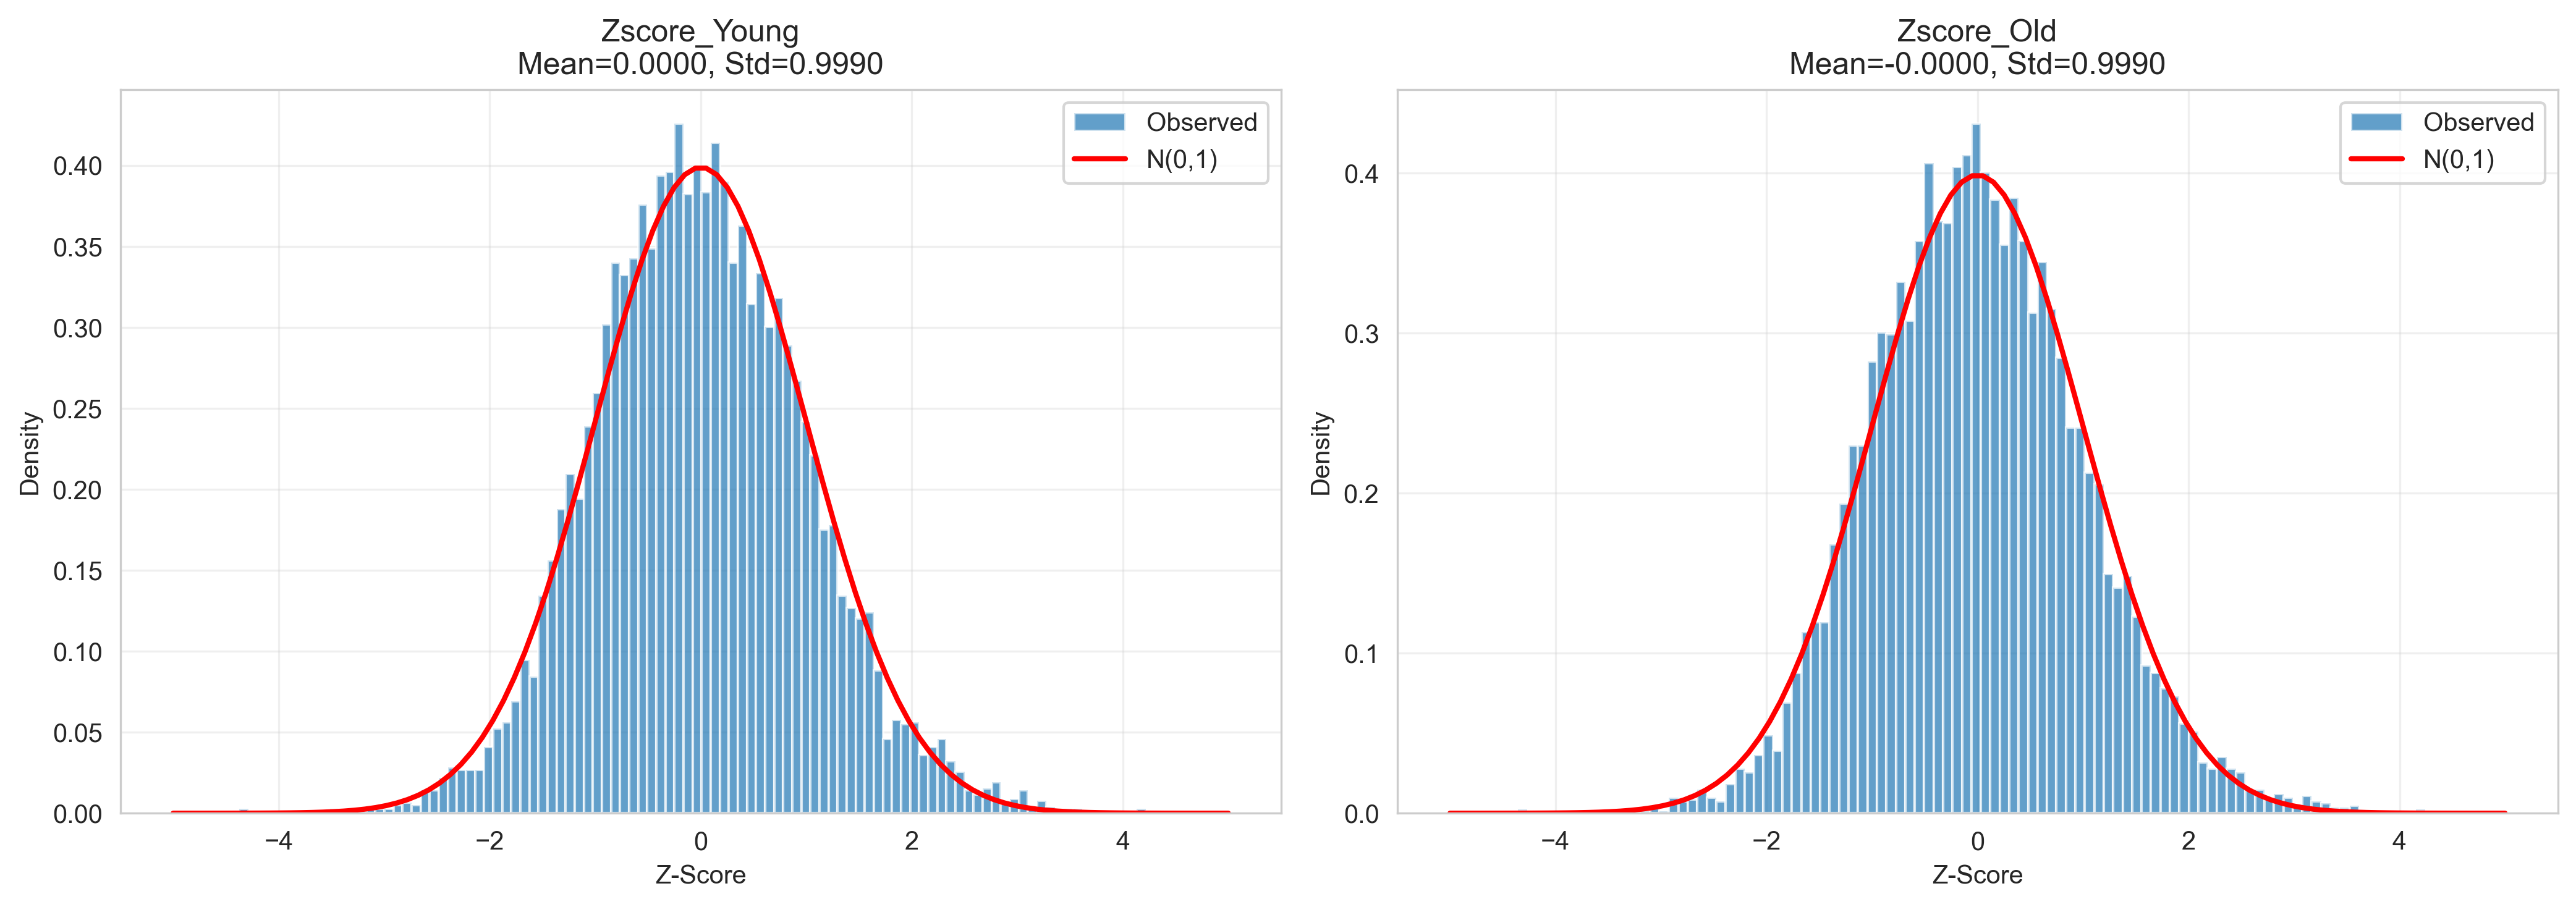 Zscore_Young
Mean=0.0000, Std=0.9990
Observed
N(0,1)
0.40
0.35
0.30
0.25
0.20
0.15
0.10
0.05
0.00
Density
−4
−2
0
2
4
Z-Score
Zscore_Old
Mean=-0.0000, Std=0.9990
Observed
N(0,1)
0.4
0.3
0.2
0.1
0.0
Density
−4
−2
0
2
4
Z-Score